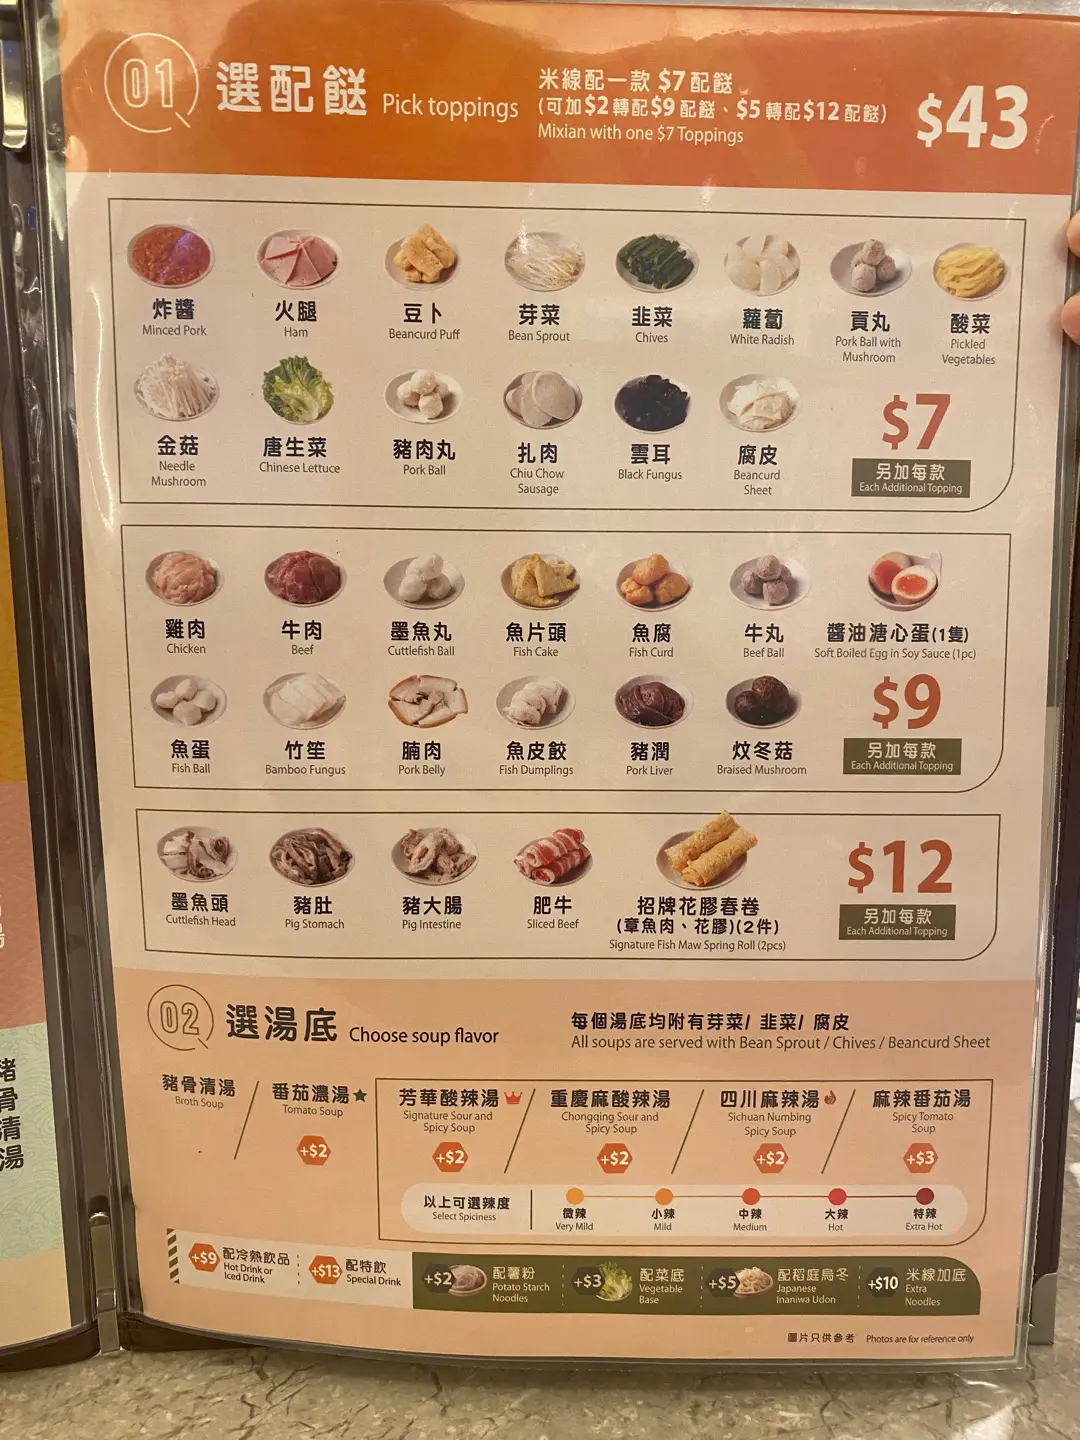 01 選配餸 Pick toppings
米線配一款 $7 配餸
(可加$2 轉配$9 配餸、$5 轉配$12 配餸)
Mixian with one $7 Toppings
$43
炸醬
Minced Pork
火腿
Ham
豆卜
Beancurd Puff
芽菜
Bean Sprout
韭菜
Chives
蘿蔔
White Radish
貢丸
Pork Ball with
Mushroom
酸菜
Pickled
Vegetables
金菇
Needle
Mushroom
唐生菜
Chinese Lettuce
豬肉丸
Pork Ball
扎肉
Chiu Chow
Sausage
雲耳
Black Fungus
腐皮
Beancurd
Sheet
$7
另加每款
Each Additional Topping
雞肉
Chicken
牛肉
Beef
墨魚丸
Cuttlefish Ball
魚片頭
Fish Cake
魚腐
Fish Curd
牛丸
Beef Ball
醬油溏心蛋(1隻)
Soft Boiled Egg in Soy Sauce (1pc)
魚蛋
Fish Ball
竹笙
Bamboo Fungus
腩肉
Pork Belly
魚皮餃
Fish Dumplings
豬潤
Pork Liver
炆冬菇
Braised Mushroom
$9
另加每款
Each Additional Topping
墨魚頭
Cuttlefish Head
豬肚
Pig Stomach
豬大腸
Pig Intestine
肥牛
Sliced Beef
招牌花膠春卷
(章魚肉、花膠)(2件)
Signature Fish Maw Spring Roll (2pcs)
$12
另加每款
Each Additional Topping
02 選湯底 Choose soup flavor
每個湯底均附有芽菜/ 韭菜/ 腐皮
All soups are served with Bean Sprout / Chives / Beancurd Sheet
豬骨清湯
Broth Soup
番茄濃湯
Tomato Soup
+$2
芳華酸辣湯
Signature Sour and
Spicy Soup
+$2
重慶麻酸辣湯
Chongqing Sour and
Spicy Soup
+$2
四川麻辣湯
Sichuan Numbing
Spicy Soup
+$2
麻辣番茄湯
Spicy Tomato
Soup
+$3
以上可選辣度
Select Spiciness
微辣
Very Mild
小辣
Mild
中辣
Medium
大辣
Hot
特辣
Extra Hot
+$9 配冷熱飲品
Hot Drink or
Iced Drink
+$13 配特飲
Special Drink
+$2 配薯粉
Potato Starch
Noodles
+$3 配菜底
Vegetable
Base
+$5 配稻庭烏冬
Japanese
Inaniwa Udon
+$10 米線加底
Extra
Noodles
圖片只供參考 Photos are for reference only
豬骨清湯